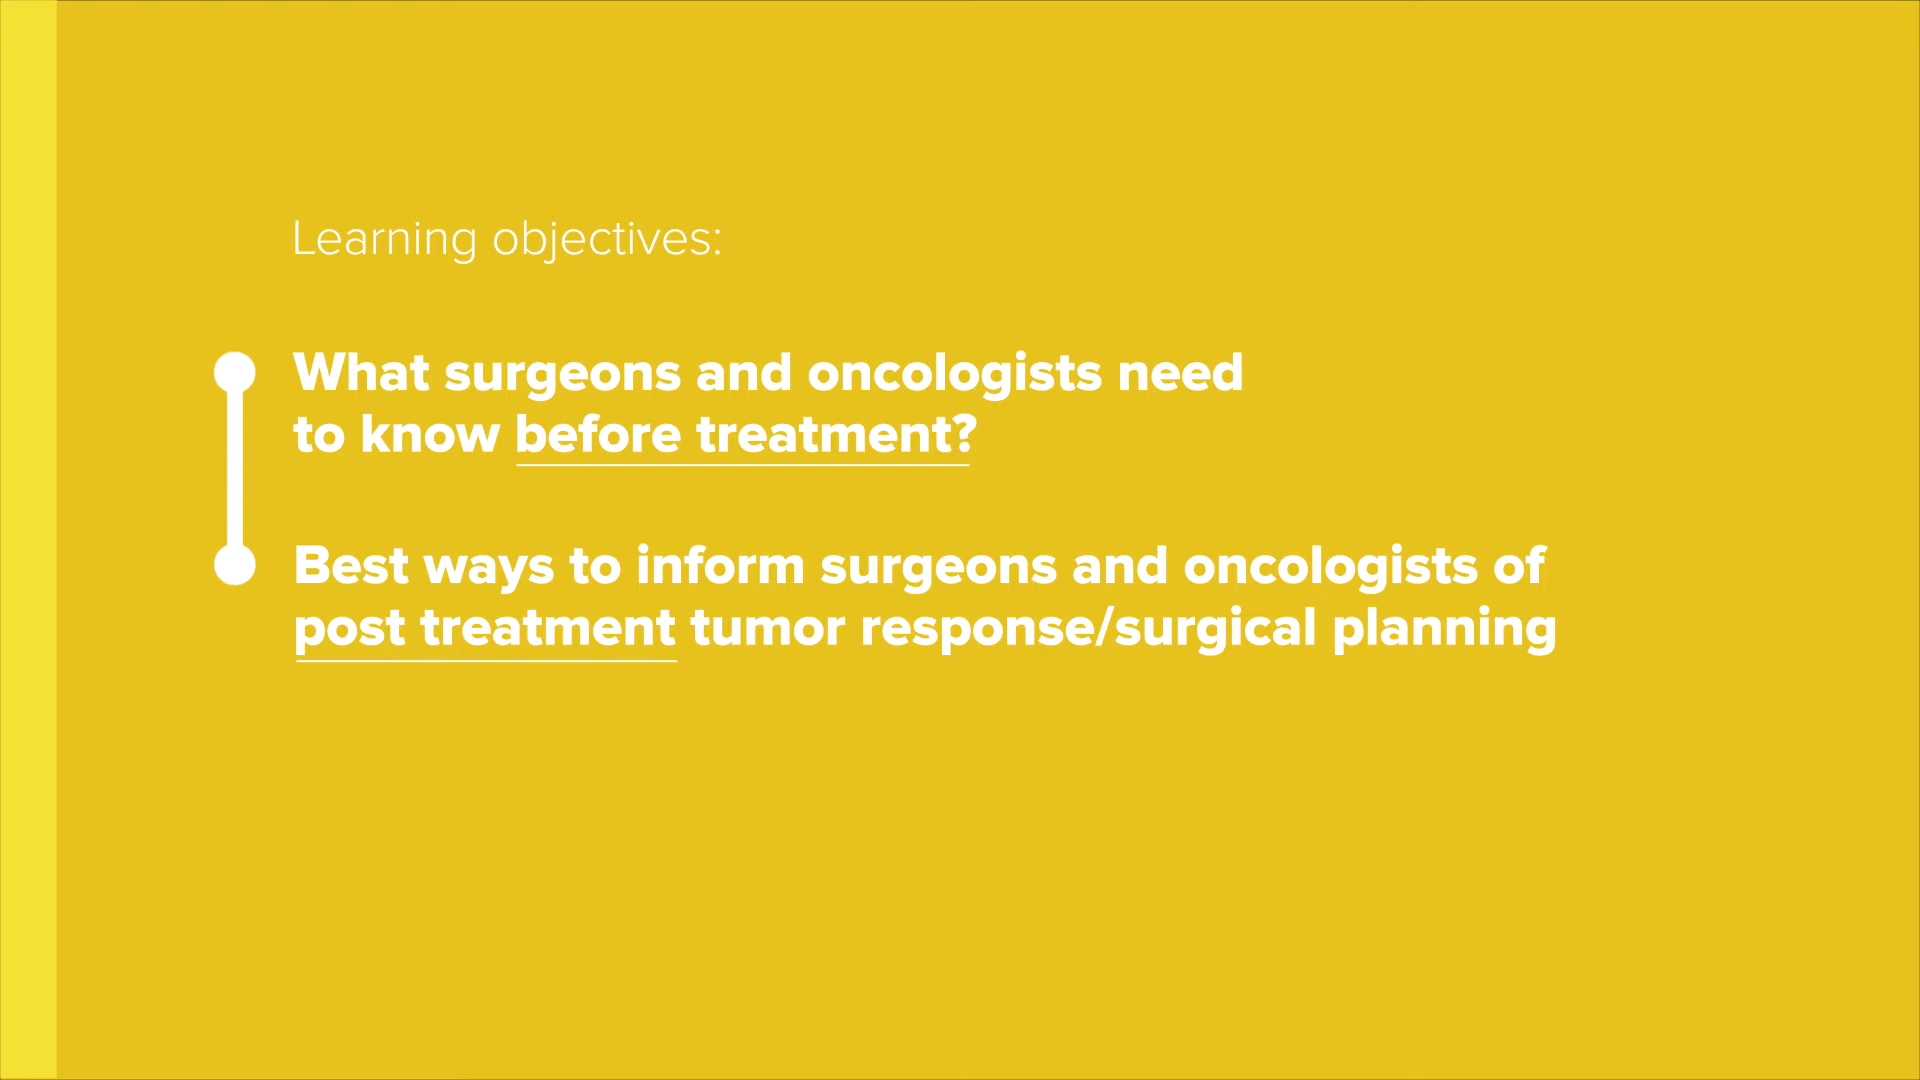 Learning objectives:
What surgeons and oncologists need
to know before treatment?
Best ways to inform surgeons and oncologists of
post treatment tumor response/surgical planning